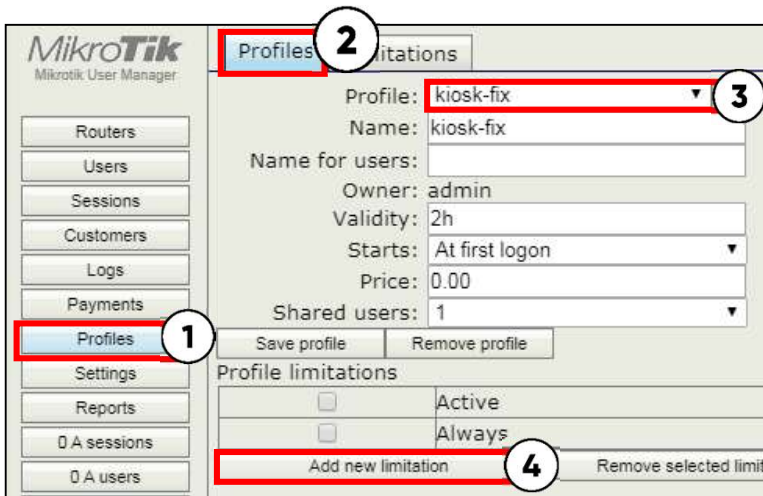 MikroTik
Mikrotik User Manager
Routers
Users
Sessions
Customers
Logs
Payments
Profiles 1
Settings
Reports
0 A sessions
0 A users
Profiles 2 itations
Profile: kiosk-fix 3
Name: kiosk-fix
Name for users:
Owner: admin
Validity: 2h
Starts: At first logon
Price: 0.00
Shared users: 1
Save profile Remove profile
Profile limitations
Active
Always
Add new limitation 4 Remove selected limit